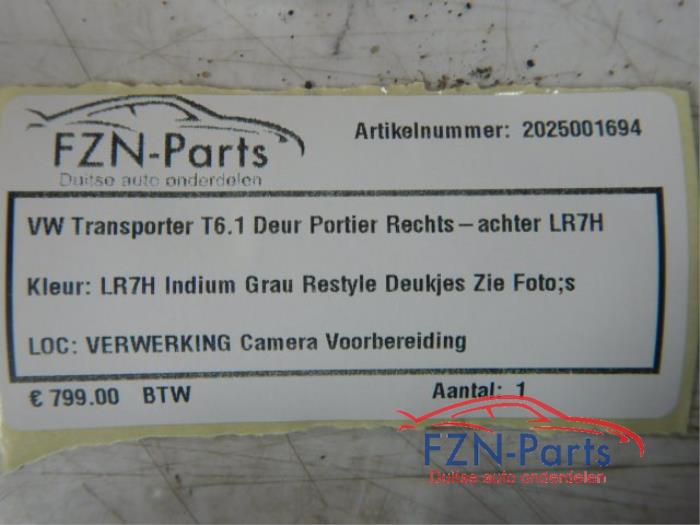 FZN-Parts
Duitse auto onderdelen
Artikelnummer: 2025001694
VW Transporter T6.1 Deur Portier Rechts-achter LR7H
Kleur: LR7H Indium Grau Restyle Deukjes Zie Foto;s
LOC: VERWERKING Camera Voorbereiding
€ 799.00 BTW
Aantal: 1
FZN-Parts
Duitse auto onderdelen